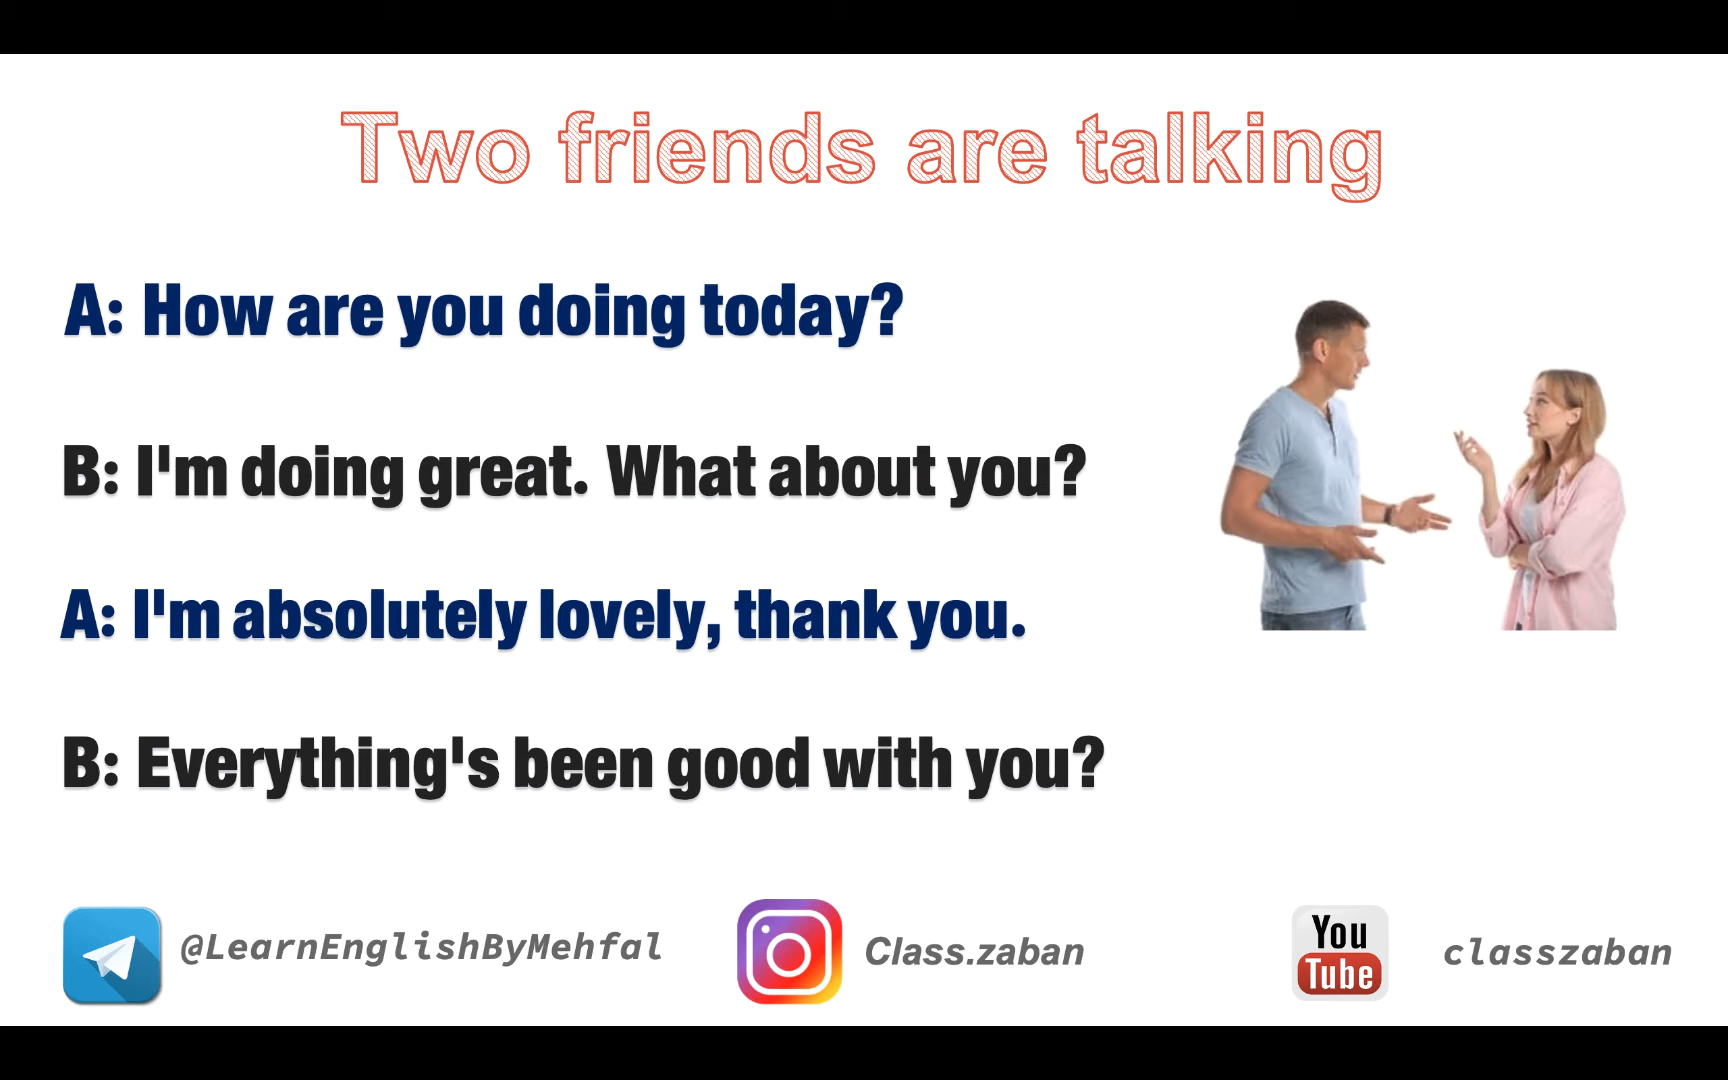 Two friends are talking
A: How are you doing today?
B: I'm doing great. What about you?
A: I'm absolutely lovely, thank you.
B: Everything's been good with you?
@LearnEnglishByMehfal
Class.zaban
You
Tube
classzaban